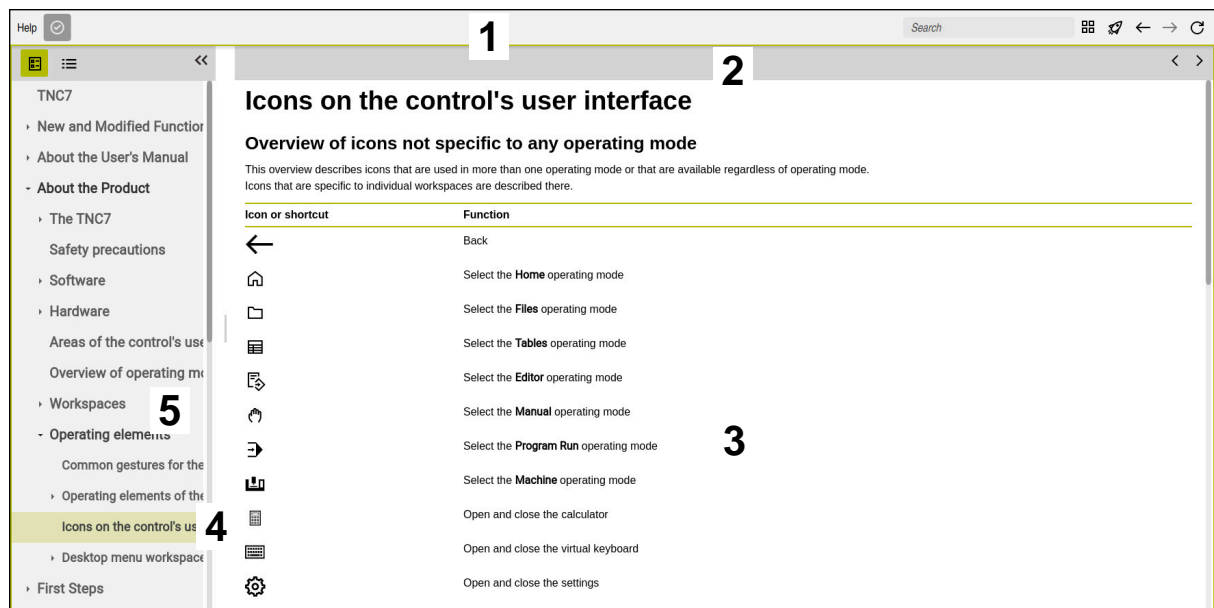 Help
1
Search
2
TNC7
New and Modified Function
About the User's Manual
About the Product
The TNC7
Safety precautions
Software
Hardware
Areas of the control's use
Overview of operating mo
Workspaces
5
Operating elements
Common gestures for the
Operating elements of the
Icons on the control's us
4
Desktop menu workspace
First Steps
Icons on the control's user interface
Overview of icons not specific to any operating mode
This overview describes icons that are used in more than one operating mode or that are available regardless of operating mode.
Icons that are specific to individual workspaces are described there.
Icon or shortcut Function
Back
Select the Home operating mode
Select the Files operating mode
Select the Tables operating mode
Select the Editor operating mode
Select the Manual operating mode
Select the Program Run operating mode
3
Select the Machine operating mode
Open and close the calculator
Open and close the virtual keyboard
Open and close the settings